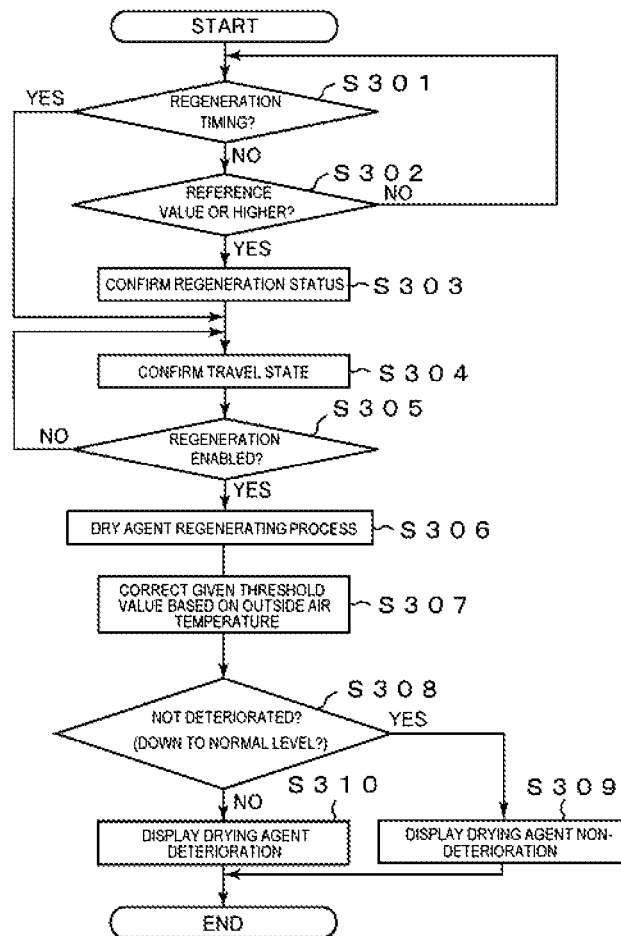 START
S301
YES
REGENERATION
TIMING?
NO
S302
REFERENCE
VALUE OR HIGHER?
NO
YES
CONFIRM REGENERATION STATUS
S303
CONFIRM TRAVEL STATE
S304
S305
NO
REGENERATION
ENABLED?
YES
DRY AGENT REGENERATING PROCESS
S306
CORRECT GIVEN THRESHOLD
VALUE BASED ON OUTSIDE AIR
TEMPERATURE
S307
S308
NOT DETERIORATED?
(DOWN TO NORMAL LEVEL?)
YES
NO
S310
S309
DISPLAY DRYING AGENT
DETERIORATION
DISPLAY DRYING AGENT NON-
DETERIORATION
END